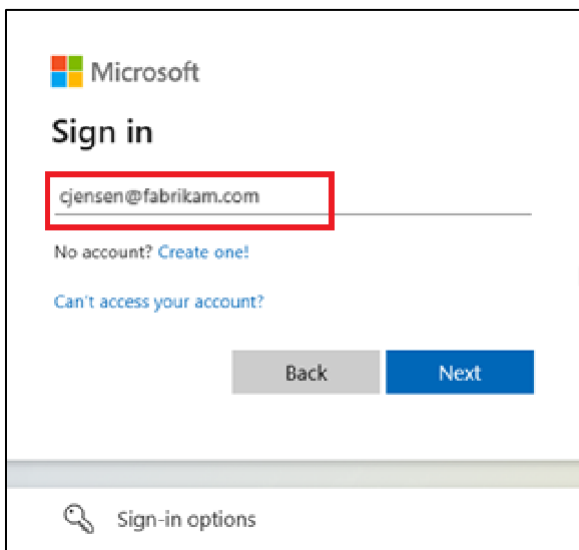 Microsoft
Sign in
cjensen@fabrikam.com
No account? Create one!
Can't access your account?
Back Next
Sign-in options